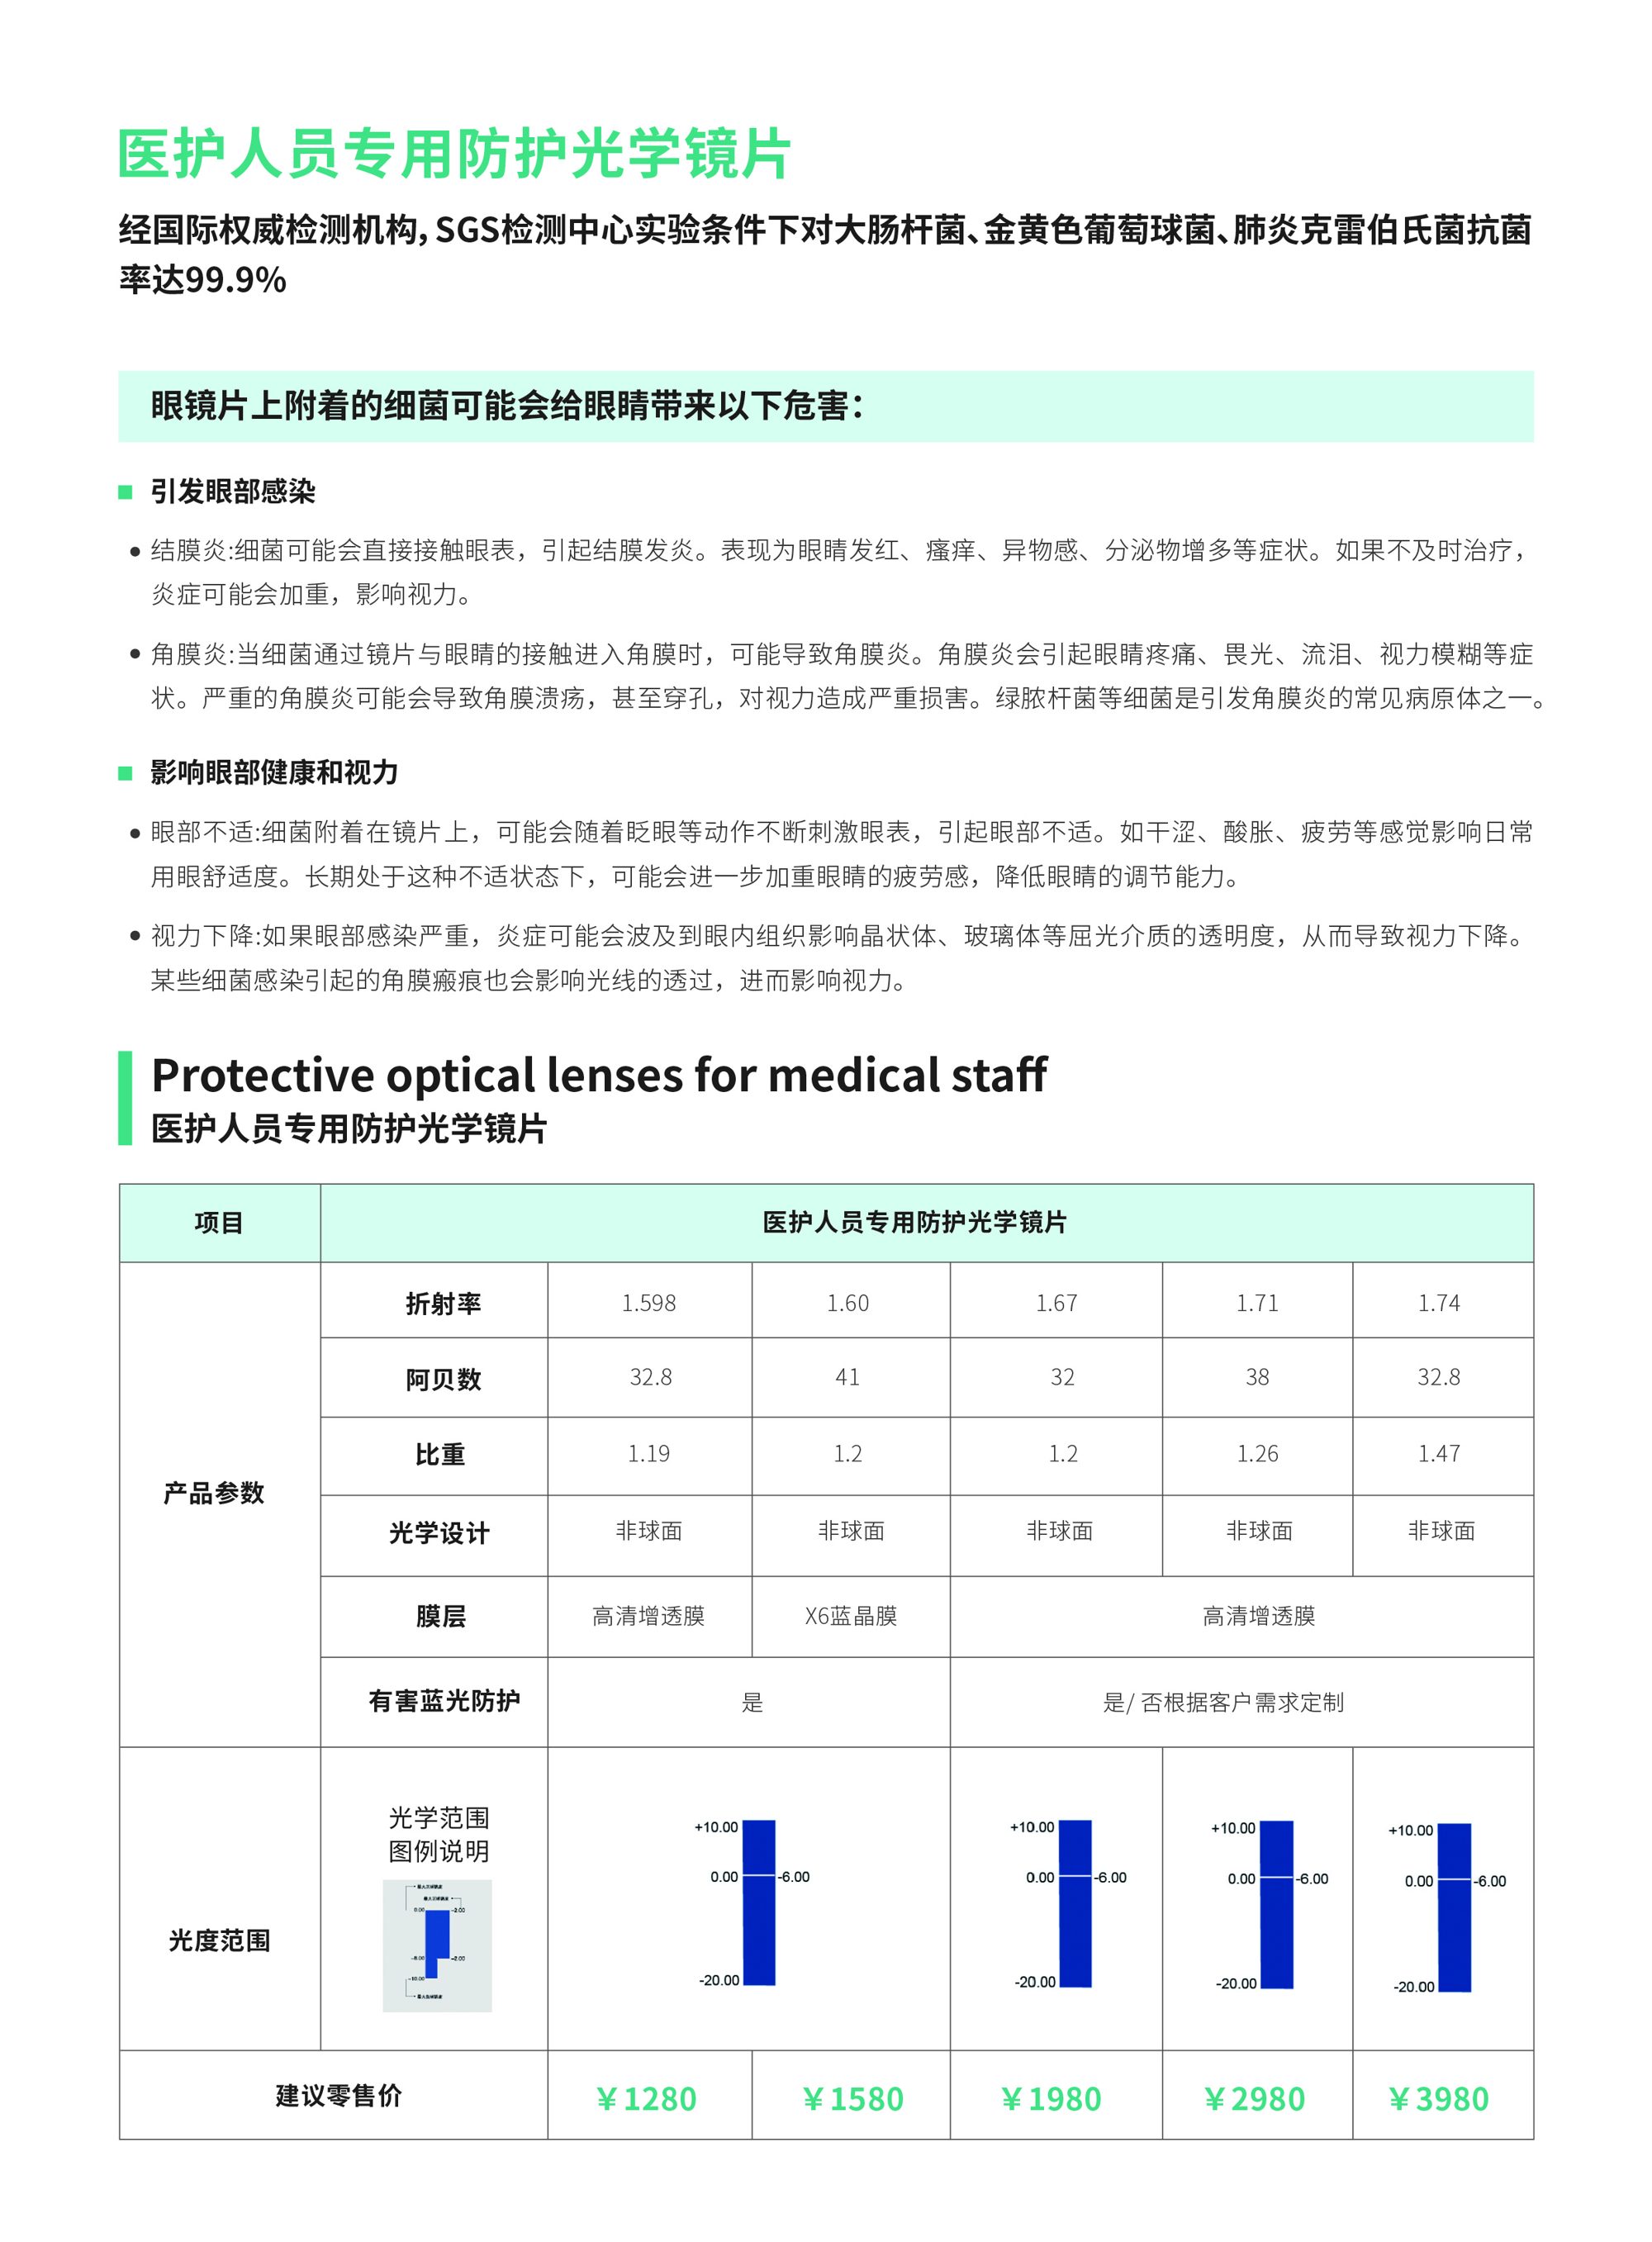 医护人员专用防护光学镜片
经国际权威检测机构，SGS检测中心实验条件下对大肠杆菌、金黄色葡萄球菌、肺炎克雷伯氏菌抗菌
率达99.9%
眼镜片上附着的细菌可能会给眼睛带来以下危害：
引发眼部感染
结膜炎:细菌可能会直接接触眼表，引起结膜发炎。表现为眼睛发红、瘙痒、异物感、分泌物增多等症状。如果不及时治疗，
炎症可能会加重，影响视力。
角膜炎:当细菌通过镜片与眼睛的接触进入角膜时，可能导致角膜炎。角膜炎会引起眼睛疼痛、畏光、流泪、视力模糊等症
状。严重的角膜炎可能会导致角膜溃疡，甚至穿孔，对视力造成严重损害。绿脓杆菌等细菌是引发角膜炎的常见病原体之一。
影响眼部健康和视力
眼部不适:细菌附着在镜片上，可能会随着眨眼等动作不断刺激眼表，引起眼部不适。如干涩、酸胀、疲劳等感觉影响日常
用眼舒适度。长期处于这种不适状态下，可能会进一步加重眼睛的疲劳感，降低眼睛的调节能力。
视力下降:如果眼部感染严重，炎症可能会波及到眼内组织影响晶状体、玻璃体等屈光介质的透明度，从而导致视力下降。
某些细菌感染引起的角膜瘢痕也会影响光线的透过，进而影响视力。
Protective optical lenses for medical staff
医护人员专用防护光学镜片
项目 医护人员专用防护光学镜片
产品参数
折射率 1.598 1.60 1.67 1.71 1.74
阿贝数 32.8 41 32 38 32.8
比重 1.19 1.2 1.2 1.26 1.47
光学设计 非球面 非球面 非球面 非球面 非球面
膜层 高清增透膜 X6蓝晶膜 高清增透膜
有害蓝光防护 是 是/ 否根据客户需求定制
光度范围
光学范围
图例说明
0.00 -2.00
-8.00 -2.00
-10.00
+10.00 +10.00 +10.00 +10.00
0.00 -6.00 0.00 -6.00 0.00 -6.00 0.00 -6.00
-20.00 -20.00 -20.00 -20.00
建议零售价 ￥1280 ￥1580 ￥1980 ￥2980 ￥3980